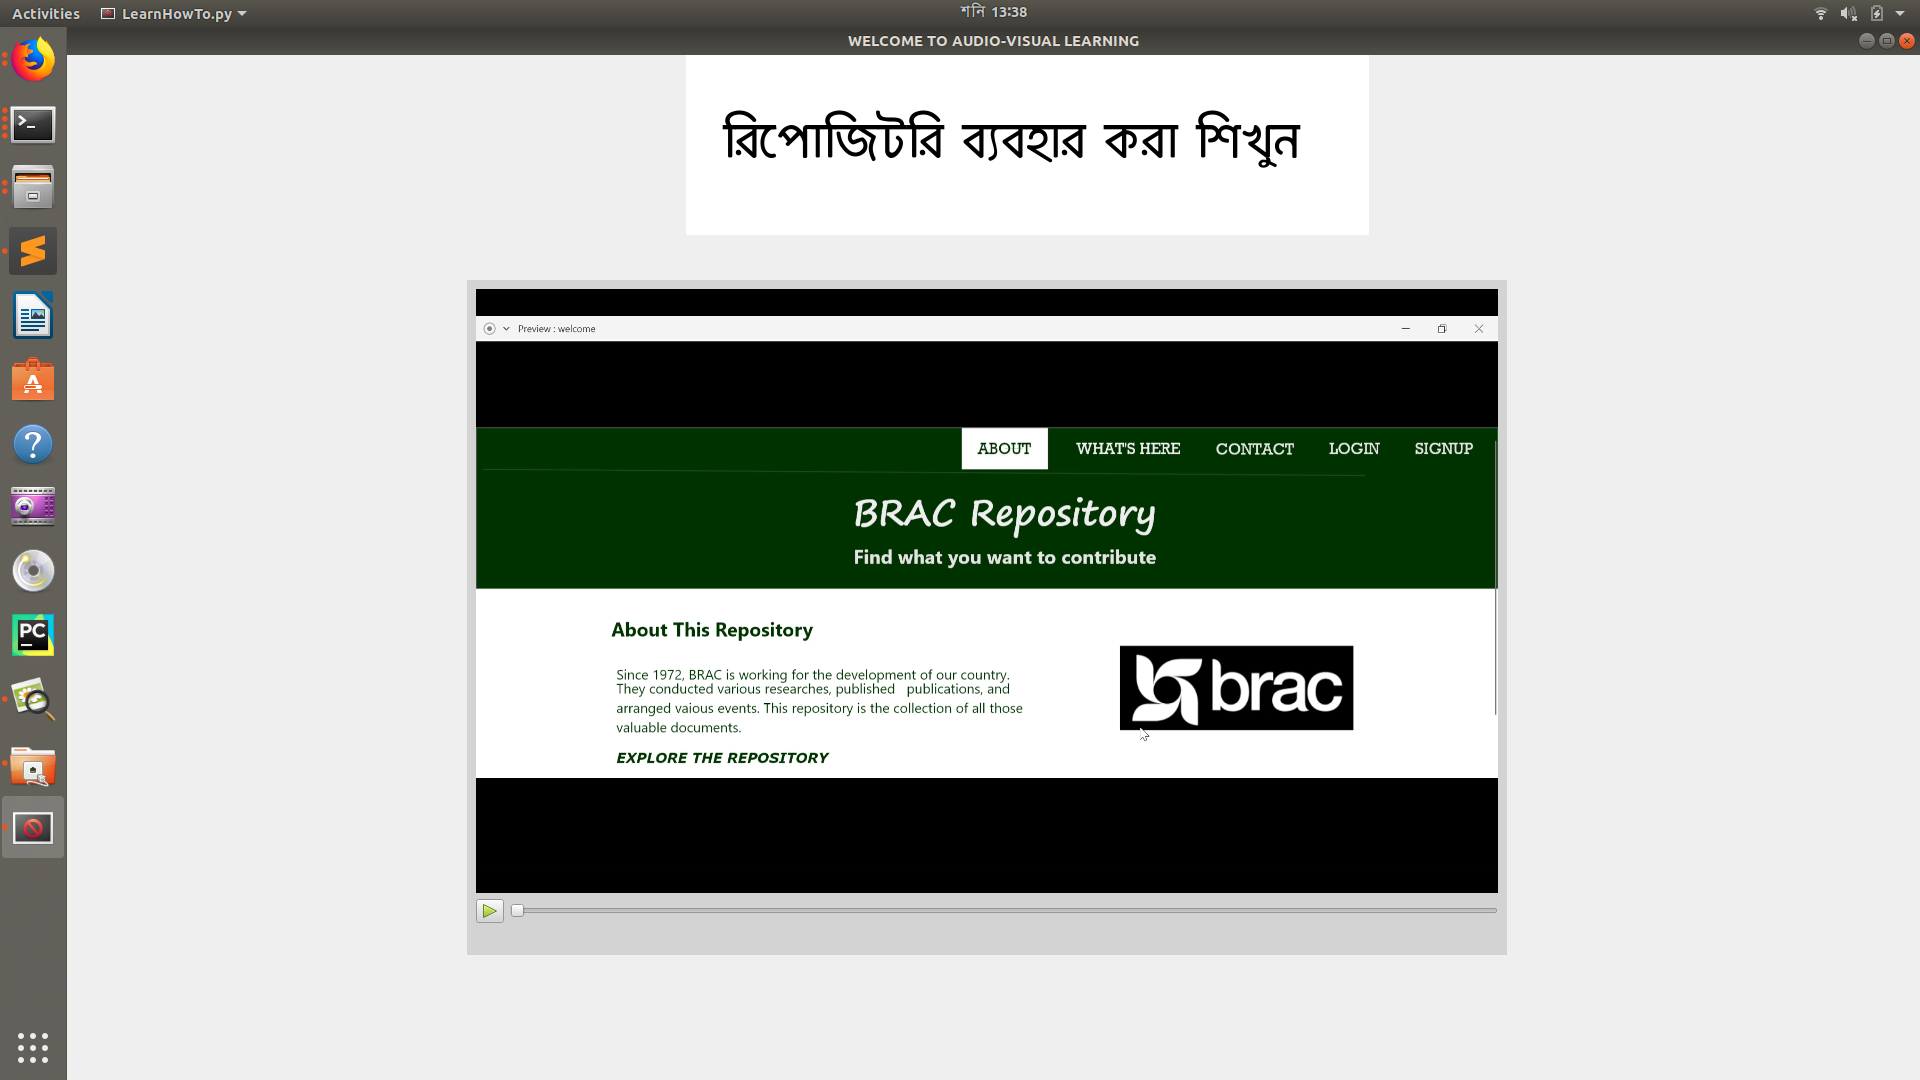 Activities LearnHowTo.py শনি 13:38
WELCOME TO AUDIO-VISUAL LEARNING
রিপোজিটরি ব্যবহার করা শিখুন
Preview : welcome
ABOUT WHAT'S HERE CONTACT LOGIN SIGNUP
BRAC Repository
Find what you want to contribute
About This Repository
Since 1972, BRAC is working for the development of our country.
They conducted various researches, published publications, and
arranged vaious events. This repository is the collection of all those
valuable documents.
EXPLORE THE REPOSITORY
brac
PC